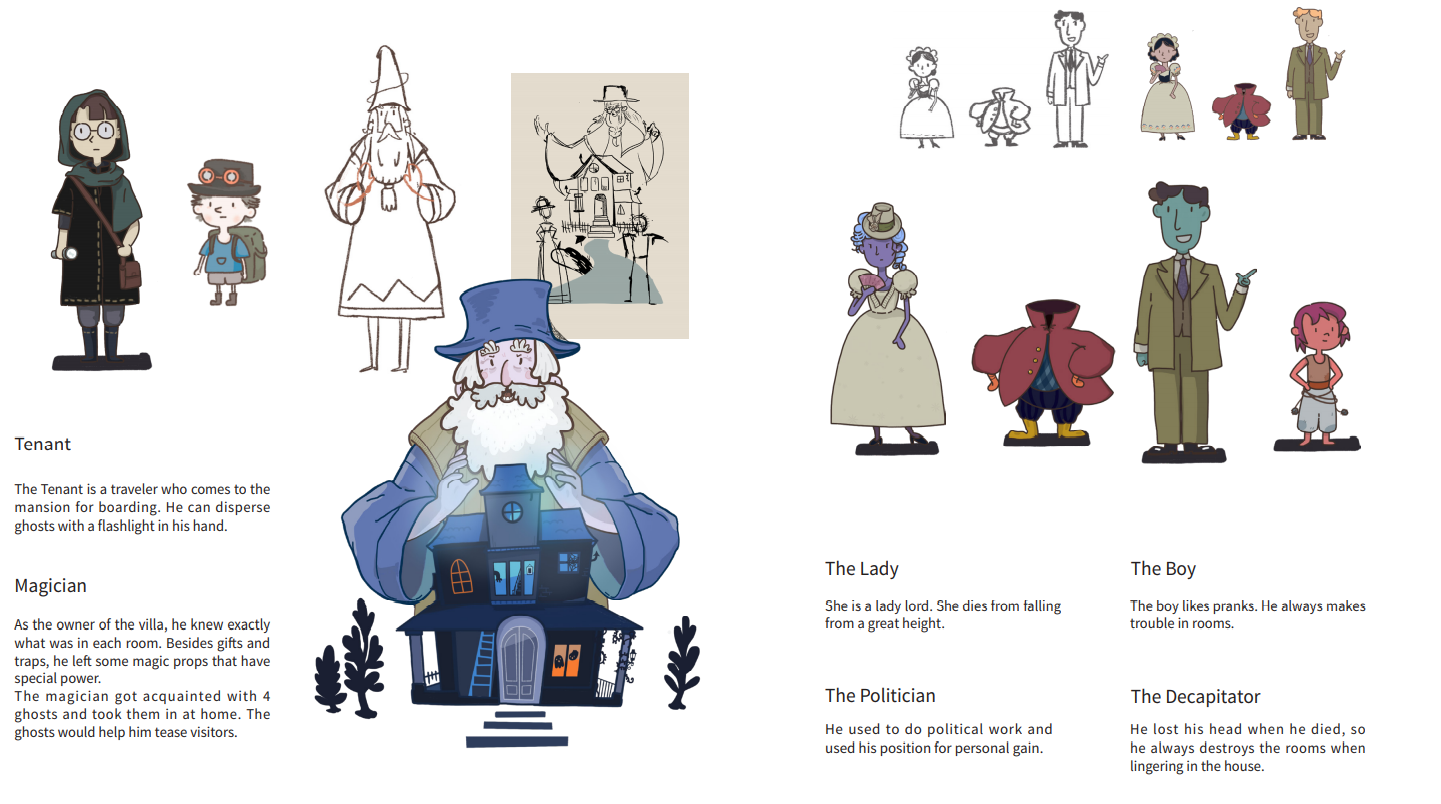 Tenant
The Tenant is a traveler who comes to the
mansion for boarding. He can disperse
ghosts with a flashlight in his hand.
Magician
As the owner of the villa, he knew exactly
what was in each room. Besides gifts and
traps, he left some magic props that have
special power.
The magician got acquainted with 4
ghosts and took them in at home. The
ghosts would help him tease visitors.
The Lady
She is a lady lord. She dies from falling
from a great height.
The Politician
He used to do political work and
used his position for personal gain.
The Boy
The boy likes pranks. He always makes
trouble in rooms.
The Decapitator
He lost his head when he died, so
he always destroys the rooms when
lingering in the house.